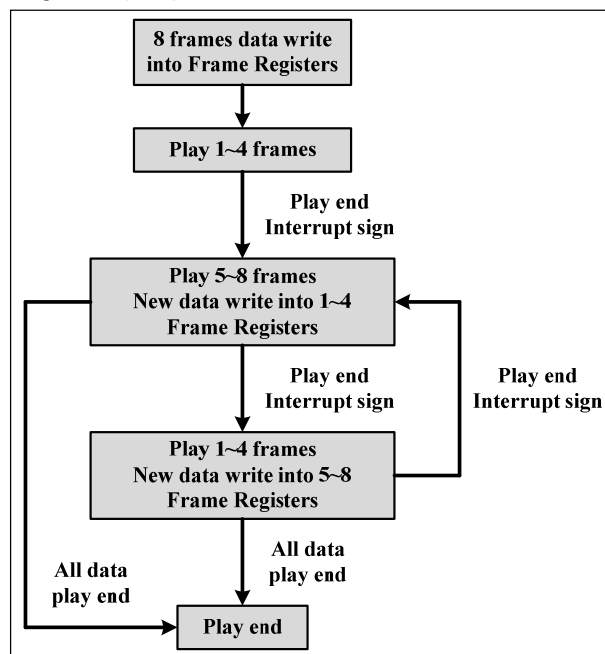 8 frames data write
into Frame Registers
Play 1~4 frames
Play end
Interrupt sign
Play 5~8 frames
New data write into 1~4
Frame Registers
Play end
Interrupt sign
Play end
Interrupt sign
Play 1~4 frames
New data write into 5~8
Frame Registers
All data
play end
All data
play end
Play end